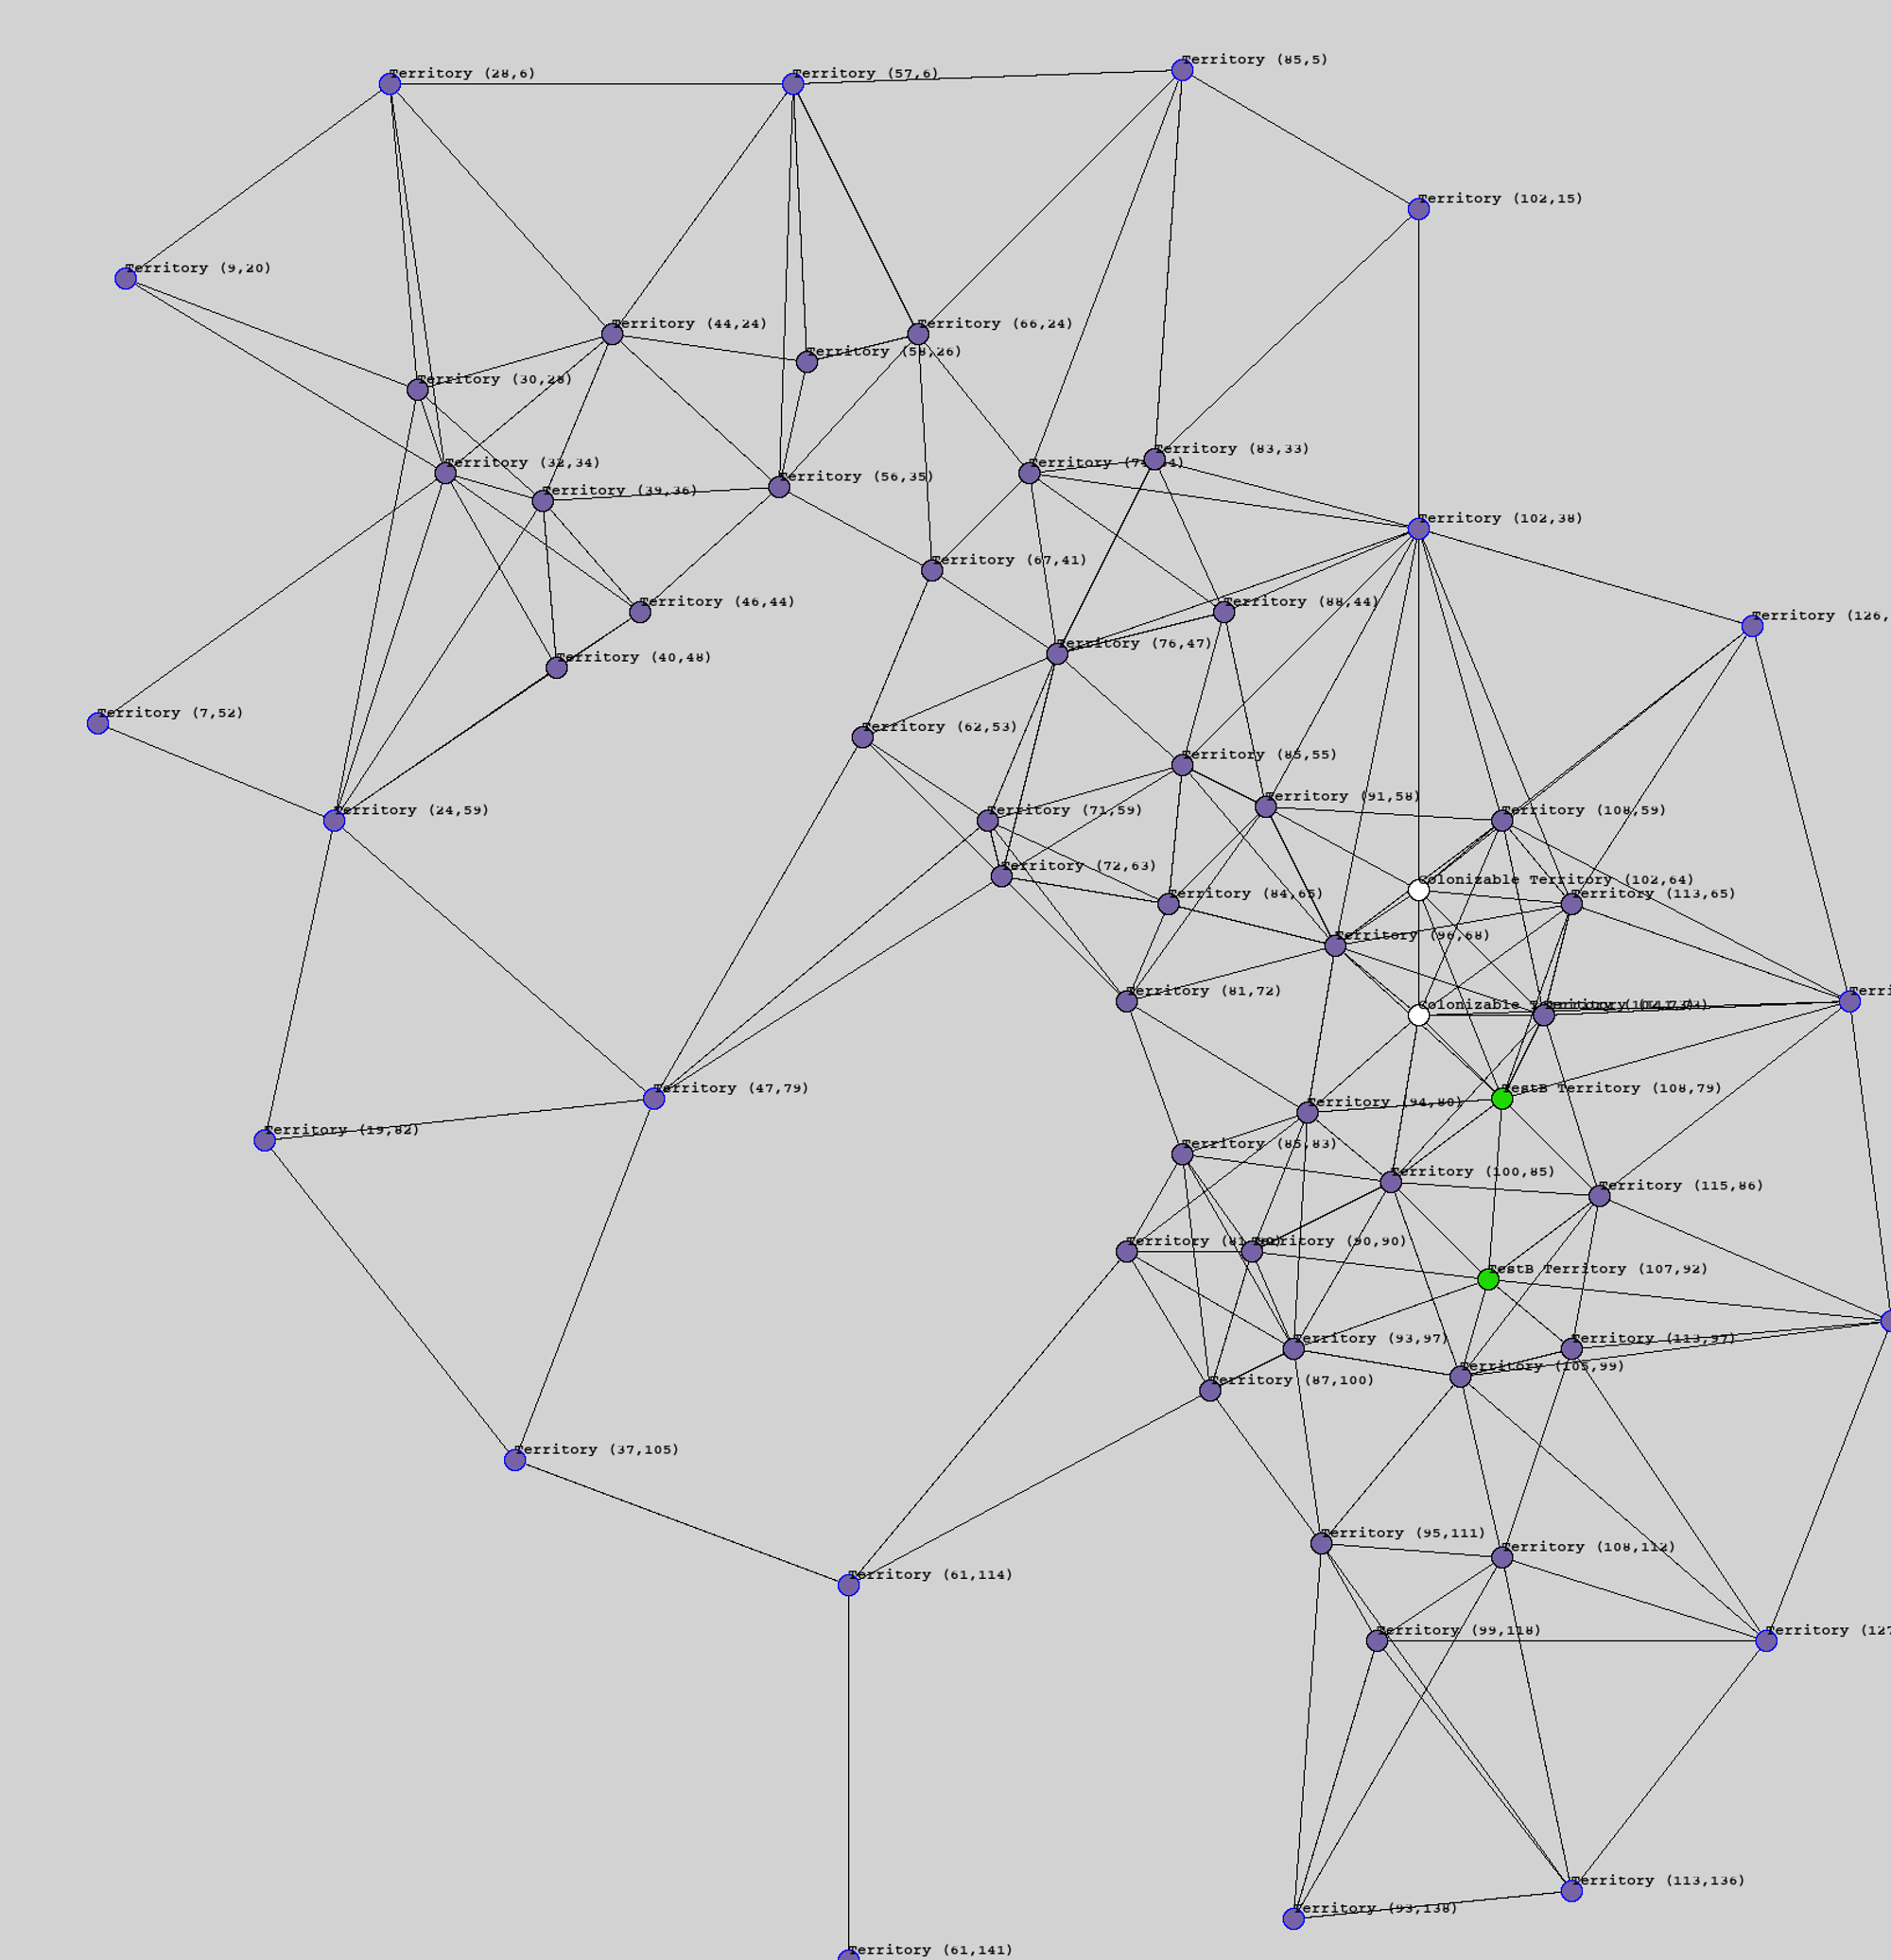 Territory (28,6)
Territory (57,6)
Territory (85,5)
Territory (102,15)
Territory (9,20)
Territory (44,24)
Territory (66,24)
Territory (58,26)
Territory (30,28)
Territory (83,33)
Territory (32,34)
Territory
Territory (56,35)
Territory (39,36)
Territory (102,38)
Territory (67,41)
Territory (46,44)
Territory (88,44)
Territory (126,
Territory (76,47)
Territory (40,48)
Territory (7,52)
Territory (62,53)
Territory (85,55)
Territory (91,58)
Territory (24,59)
Territory (71,59)
Territory (108,59)
Territory (72,63)
Colonizable Territory (102,64)
Territory (84,65)
Territory (113,65)
Territory (96,68)
Territory (81,72)
Colonizable
Territory (47,79)
TestB Territory (108,79)
Territory (94,80)
Territory (19,82)
Territory (85,83)
Territory (100,85)
Territory (115,86)
Territory (81,90)
Territory (90,90)
TestB Territory (107,92)
Territory (93,97)
Territory (113,97)
Territory (105,99)
Territory (87,100)
Territory (37,105)
Territory (95,111)
Territory (108,112)
Territory (61,114)
Territory (99,118)
Territory (127
Territory (113,136)
Territory (93,138)
Territory (61,141)